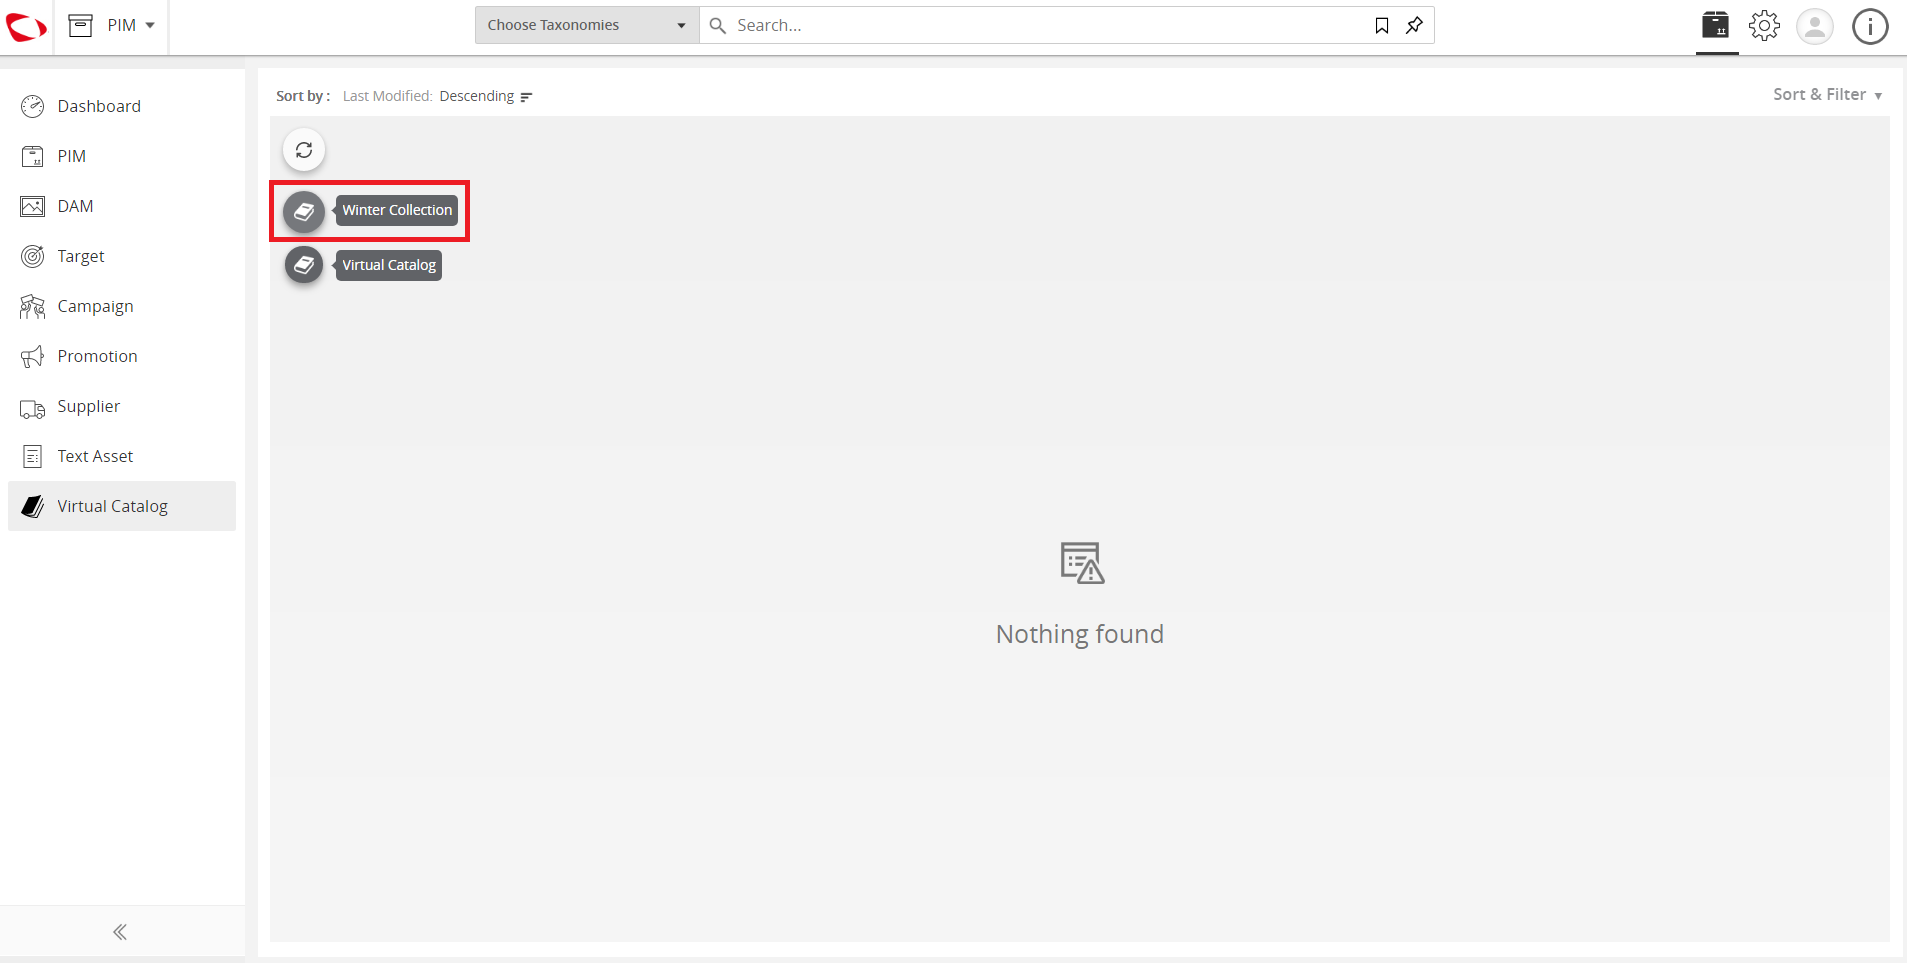 PIM
Choose Taxonomies
Search...
Dashboard
PIM
DAM
Target
Campaign
Promotion
Supplier
Text Asset
Virtual Catalog
Sort by : Last Modified: Descending
Sort & Filter
Winter Collection
Virtual Catalog
Nothing found